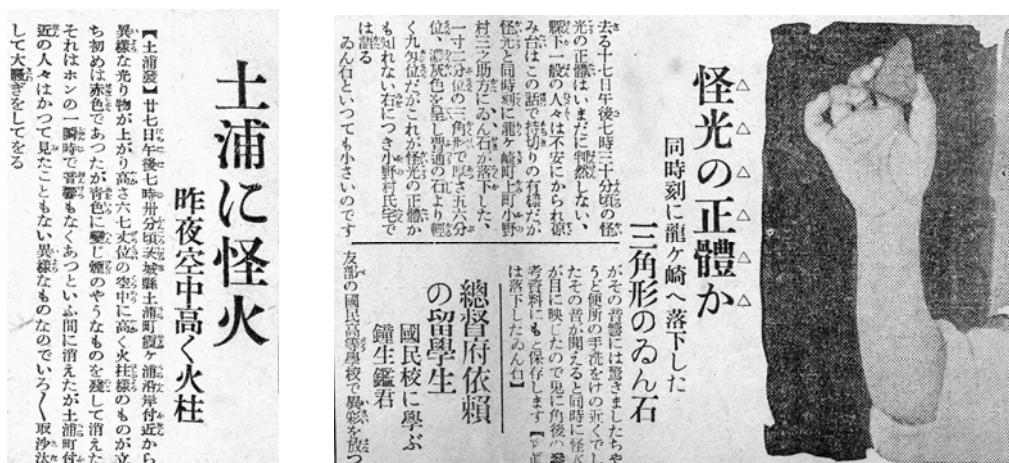 土浦に怪火
昨夜空中高く火柱
【土浦發】廿七日午後七時卅分頃茨城縣土浦町霞ヶ浦沿岸付近から
異樣な光り物が上がり高さ六七丈位の空中に高く火柱樣のものが立
ち初めは赤色であつたが靑色に變じ煙のやうなものを殘して消えた
それはホンの一瞬時で音響もなくあつといふ間に消えたが土浦町付
近の人々はかつて見たこともない異樣なものなのでいろ〳〵取沙汰
して大騷ぎをしてをる
怪光の正體か
同時刻に龍ヶ崎へ落下した
三角形のゐん石
去る十七日午後七時三十分頃の怪
光の正體はいまだに判然しない、
縣下一般の人々は不安にかられ凉
み台はこの話で持切りの有樣だが
怪光と同時刻に龍ヶ崎町上町小野
村三之助方にゐん石が落下した、
一寸二分位の三角形で厚さ五六分
位、濃灰色を呈し普通の石より輕
く九匁位だがこれが怪光の正體か
も知れない右につき小野村氏宅で
は語る
ゐん石といつても小さいのです
がその音響には驚きましたちや
うど便所の手洗をけの近くでし
たその音が聞えると同時に怪光
が目に映じたので兎に角後の參
考資料にもと保存します【
は落下したゐん石】
總督府依賴
の留學生
國民校に學ぶ
鐘生鑑君
友部の國民高等學校で異彩を放つ